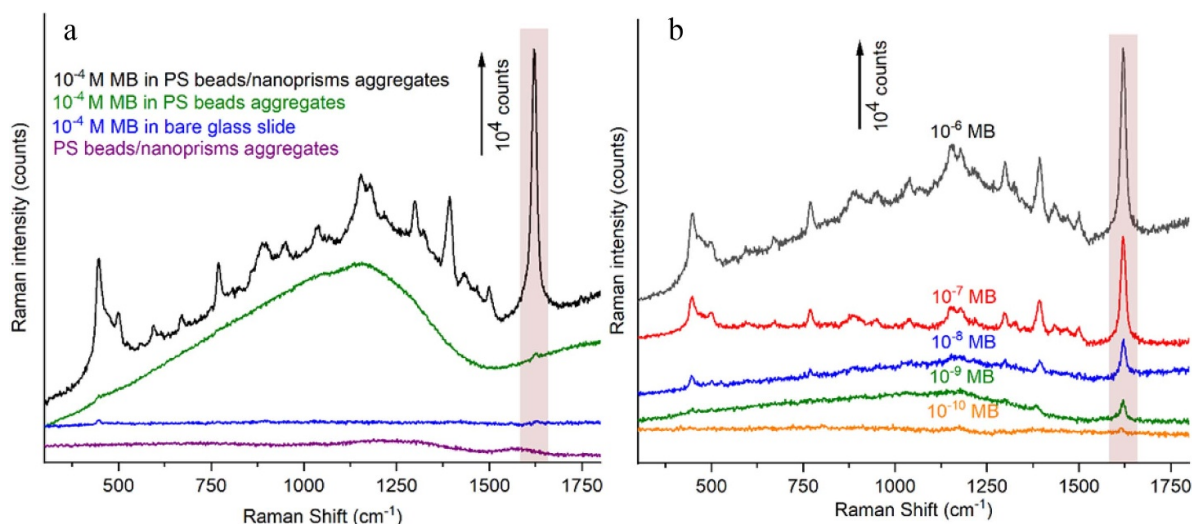 a
10⁻⁴ M MB in PS beads/nanoprisms aggregates
10⁻⁴ M MB in PS beads aggregates
10⁻⁴ M MB in bare glass slide
PS beads/nanoprisms aggregates
10⁴ counts
Raman intensity (counts)
500 750 1000 1250 1500 1750
Raman Shift (cm⁻¹)
b
10⁴ counts
10⁻⁶ MB
10⁻⁷ MB
10⁻⁸ MB
10⁻⁹ MB
10⁻¹⁰ MB
Raman intensity (counts)
500 750 1000 1250 1500 1750
Raman Shift (cm⁻¹)